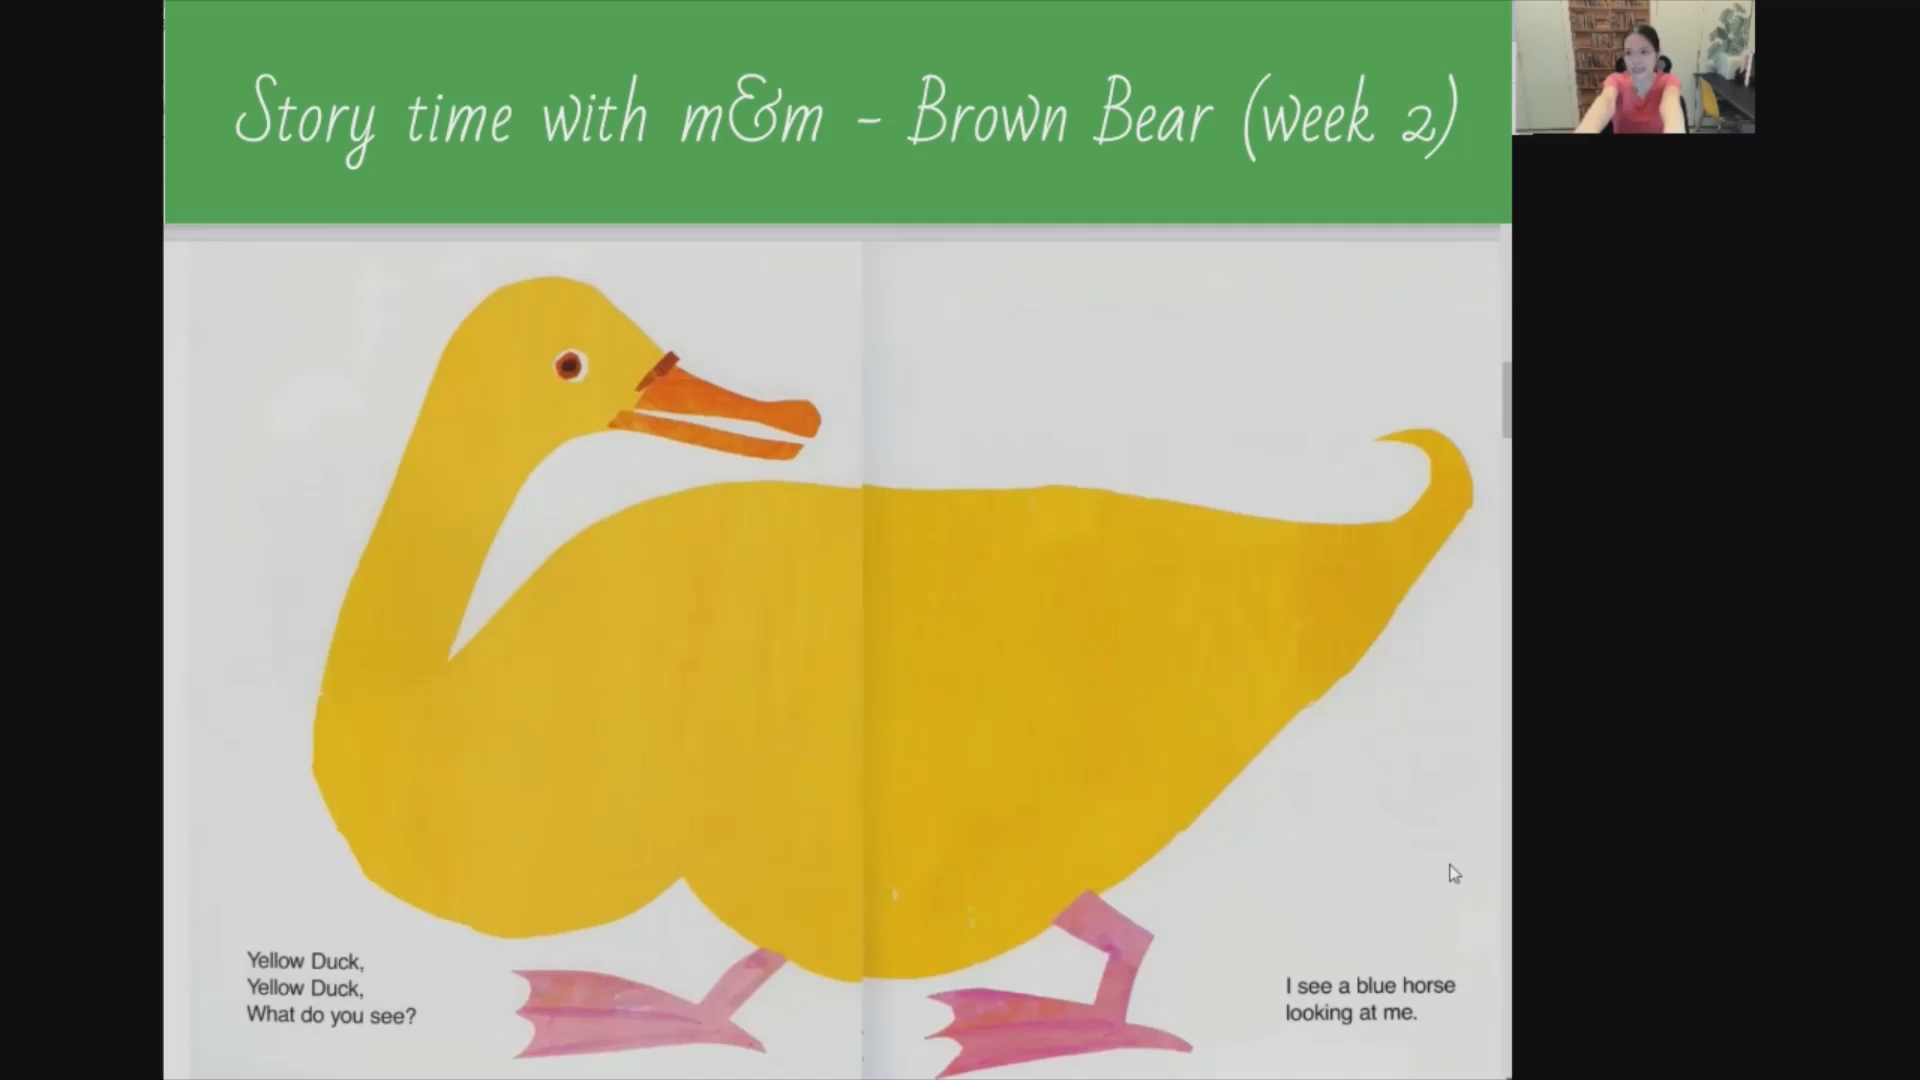 Story time with m&m - Brown Bear (week 2)
Yellow Duck,
Yellow Duck,
What do you see?
I see a blue horse
looking at me.